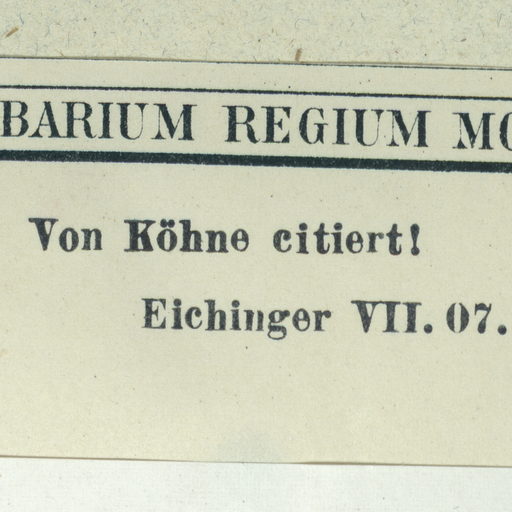 BARIUM REGIUM MO
Von Köhne citiert!
Eichinger VII. 07.